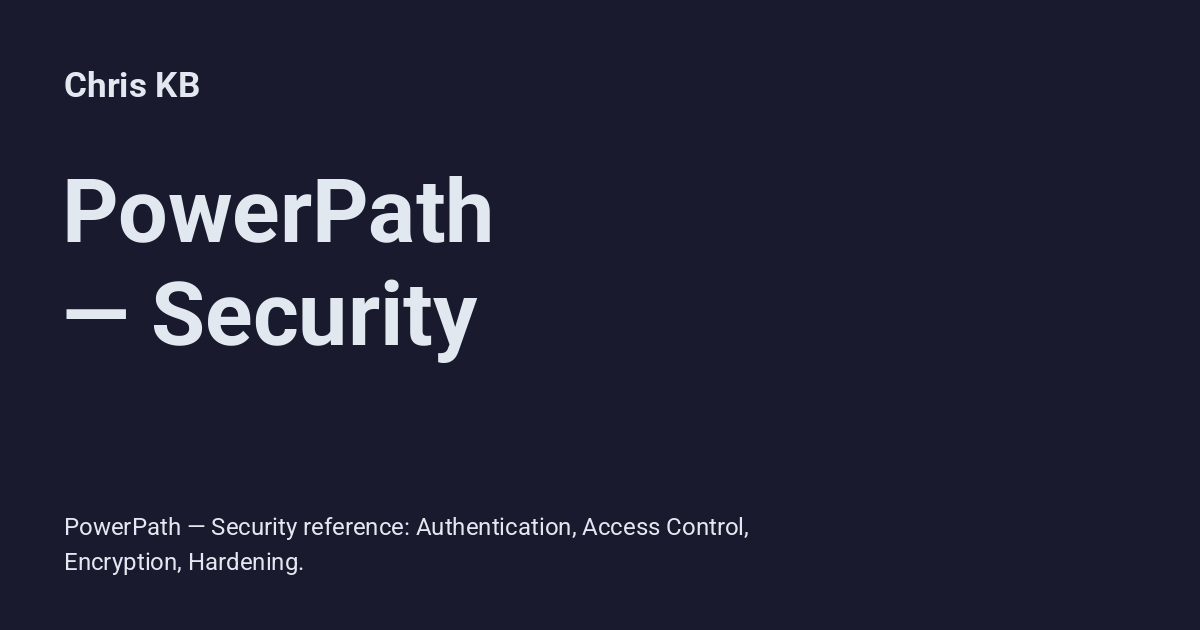 Chris KB
PowerPath
— Security
PowerPath — Security reference: Authentication, Access Control,
Encryption, Hardening.